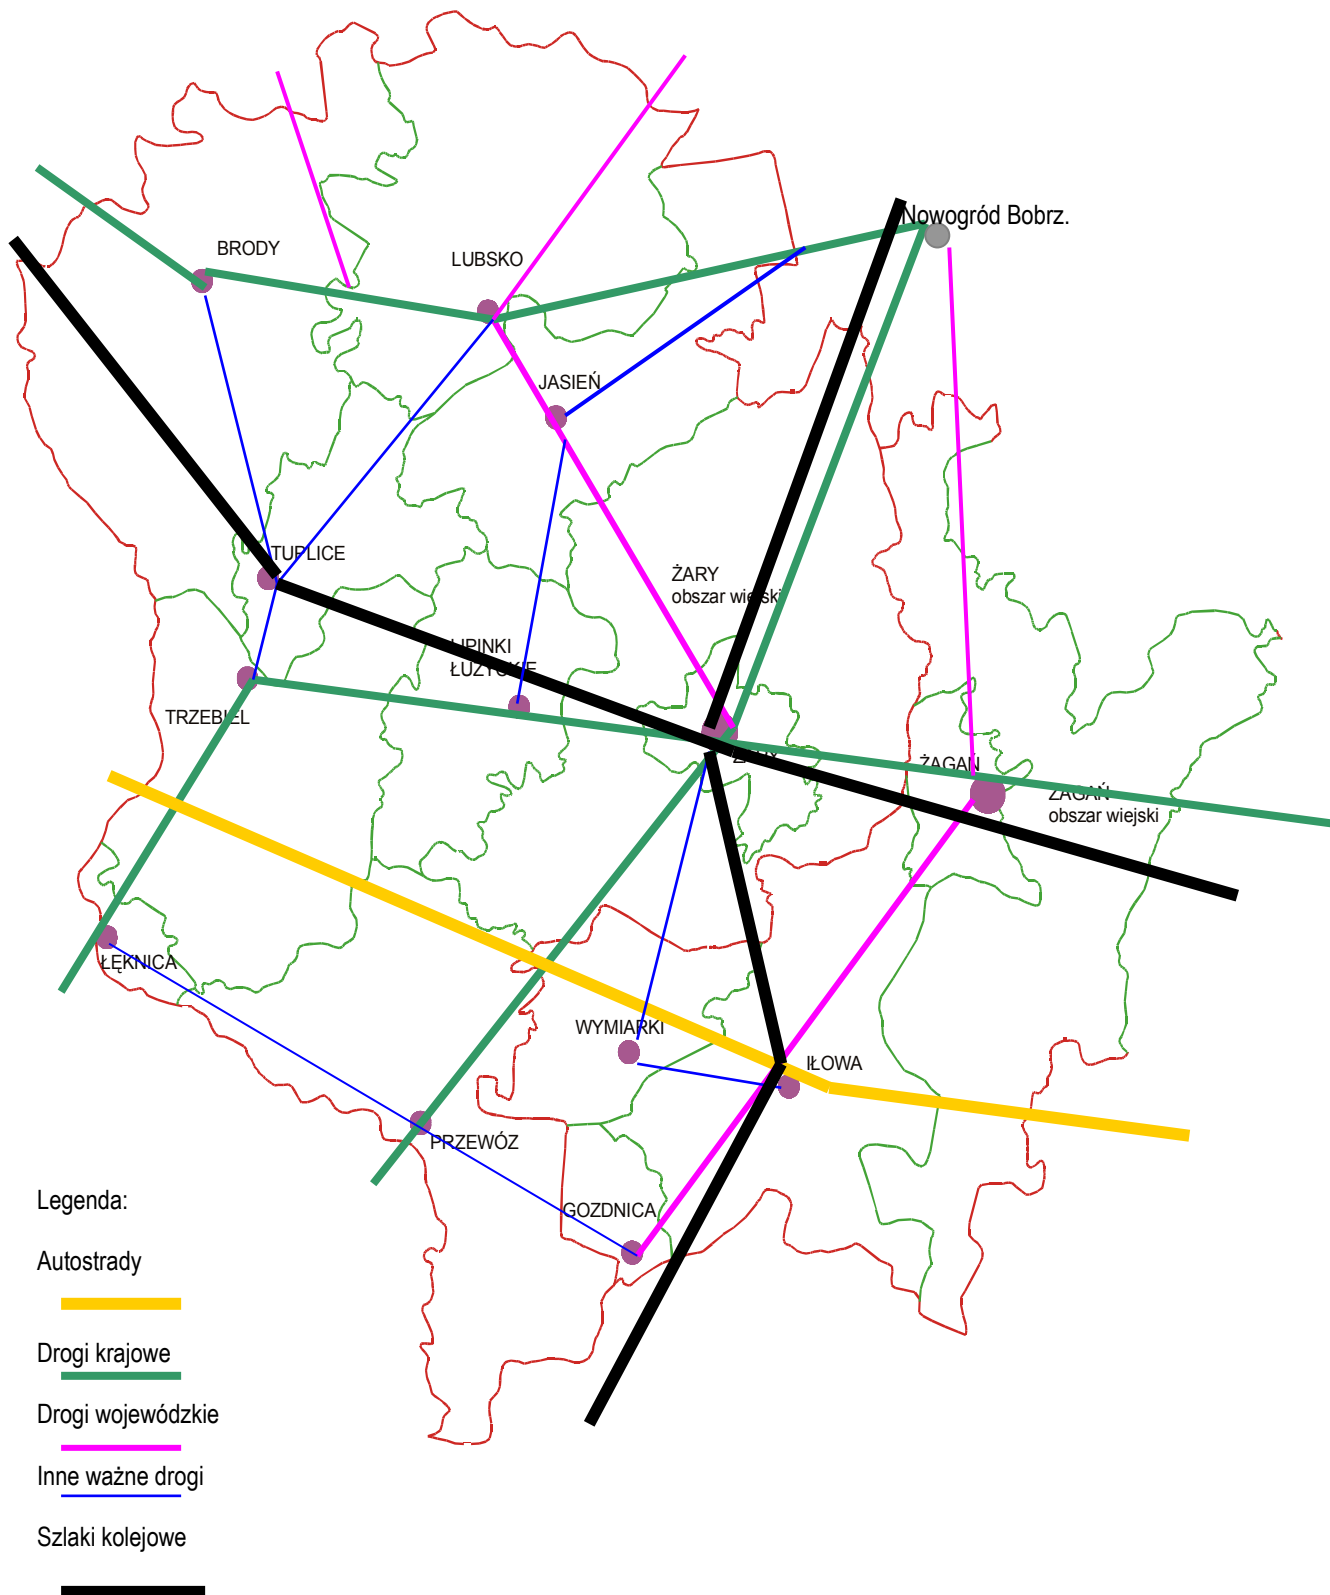 Nowogród Bobrz.
BRODY
LUBSKO
JASIEŃ
TUPLICE
ŻARY
obszar wiejski
LIPINKI
ŁUŻYCKIE
TRZEBIEL
ŻARY
ŻAGAŃ
ŻAGAŃ
obszar wiejski
ŁĘKNICA
WYMIARKI
IŁOWA
PRZEWÓZ
GOZDNICA
Legenda:
Autostrady
Drogi krajowe
Drogi wojewódzkie
Inne ważne drogi
Szlaki kolejowe